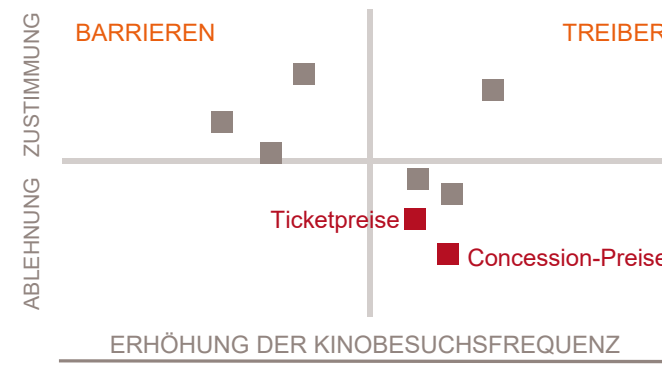 BARRIEREN
TREIBER
ZUSTIMMUNG
ABLEHNUNG
Ticketpreise
Concession-Preise
ERHÖHUNG DER KINOBESUCHSFREQUENZ